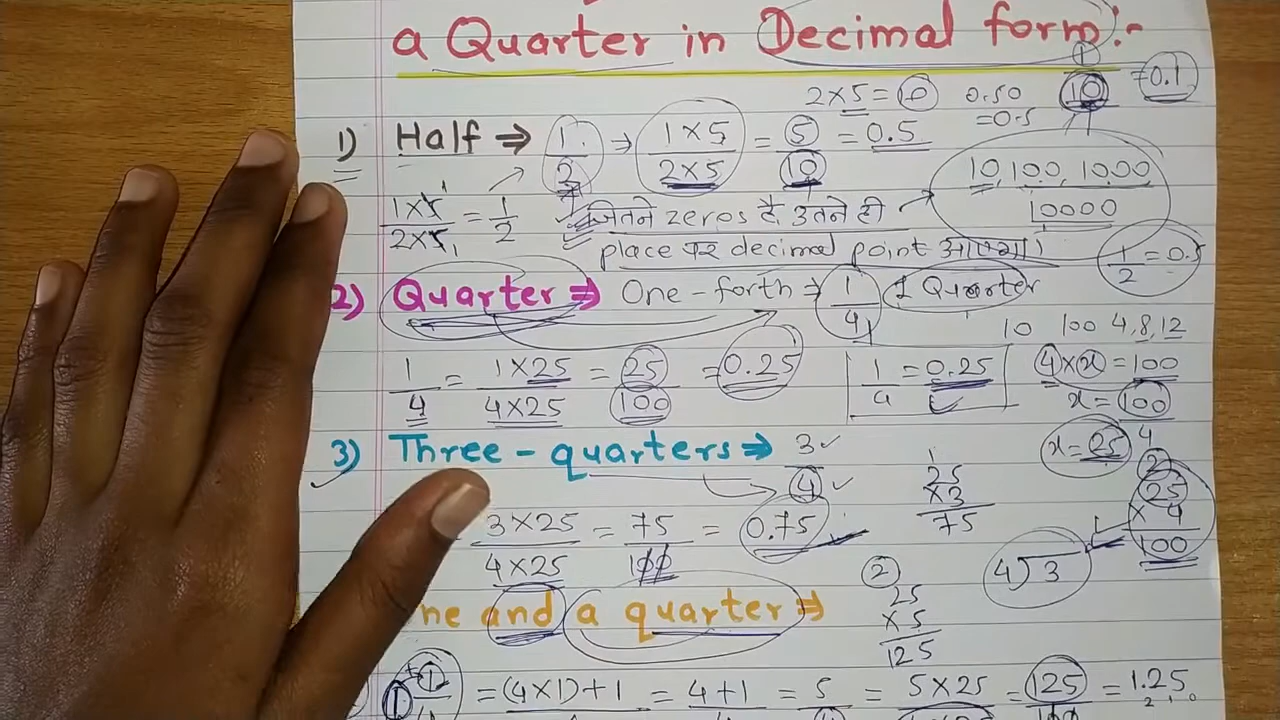 a Quarter in Decimal form:-
2×5=10 0.50 =0.5 1/10 =0.1
1) Half ⇒ 1/2 → 1×5/2×5 = 5/10 = 0.5
10, 100, 1000
10000
1×5/2×5 = 1/2 जितने zeros है, उतने ही
place पर decimal point आएगा। 1/2 = 0.5
2) Quarter ⇒ One-forth ⇒ 1/4 1 Quarter
10 100 4,8,12
1/4 = 1×25/4×25 = 25/100 = 0.25 1/4 = 0.25 4×x=100
x=100
3) Three-quarters ⇒ 3/4 x=25 4
25 ×3 75
2 25 × 4 100
3×25/4×25 = 75/100 = 0.75
4)3
ne and a quarter ⇒ 2 25 ×5 125
= (4×1)+1 = 4+1 = 5 = 5×25 = 125 = 1.25